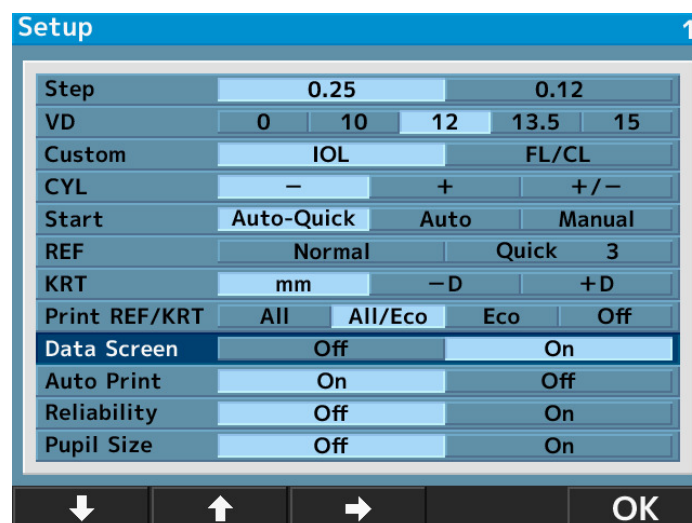 Setup 1
Step 0.25 0.12
VD 0 10 12 13.5 15
Custom IOL FL/CL
CYL − + +/−
Start Auto-Quick Auto Manual
REF Normal Quick 3
KRT mm −D +D
Print REF/KRT All All/Eco Eco Off
Data Screen Off On
Auto Print On Off
Reliability Off On
Pupil Size Off On
OK